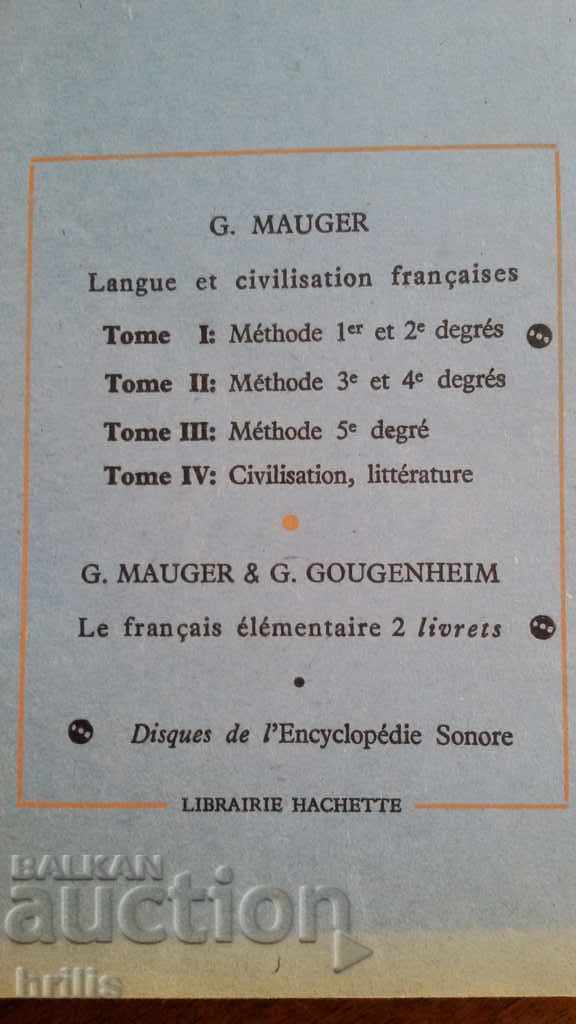 G. MAUGER
Langue et civilisation françaises
Tome I: Méthode 1er et 2e degrés
Tome II: Méthode 3e et 4e degrés
Tome III: Méthode 5e degré
Tome IV: Civilisation, littérature
G. MAUGER & G. GOUGENHEIM
Le français élémentaire 2 livrets
Disques de l'Encyclopédie Sonore
LIBRAIRIE HACHETTE
BALKAN
auction
hrilis